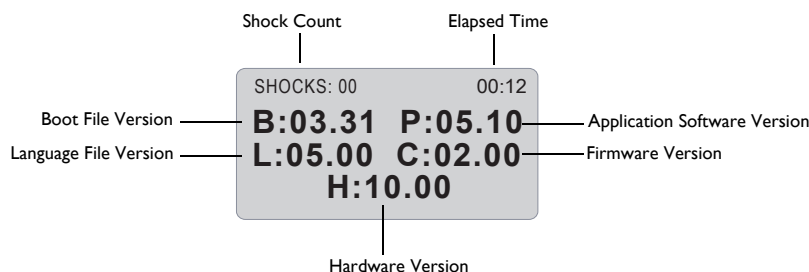 Shock Count Elapsed Time
SHOCKS: 00 00:12
Boot File Version B:03.31 P:05.10 Application Software Version
Language File Version L:05.00 C:02.00 Firmware Version
H:10.00
Hardware Version